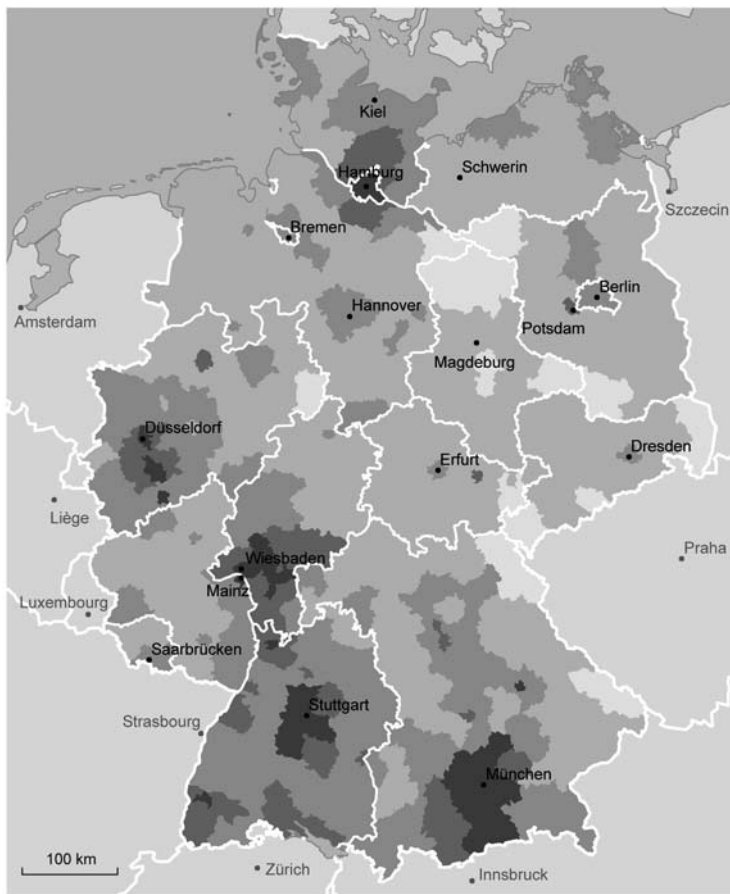 Kiel
Hamburg
Schwerin
Szczecin
Bremen
Amsterdam
Hannover
Berlin
Potsdam
Magdeburg
Düsseldorf
Erfurt
Dresden
Liège
Wiesbaden
Praha
Mainz
Luxembourg
Saarbrücken
Stuttgart
Strasbourg
München
100 km
Zürich
Innsbruck